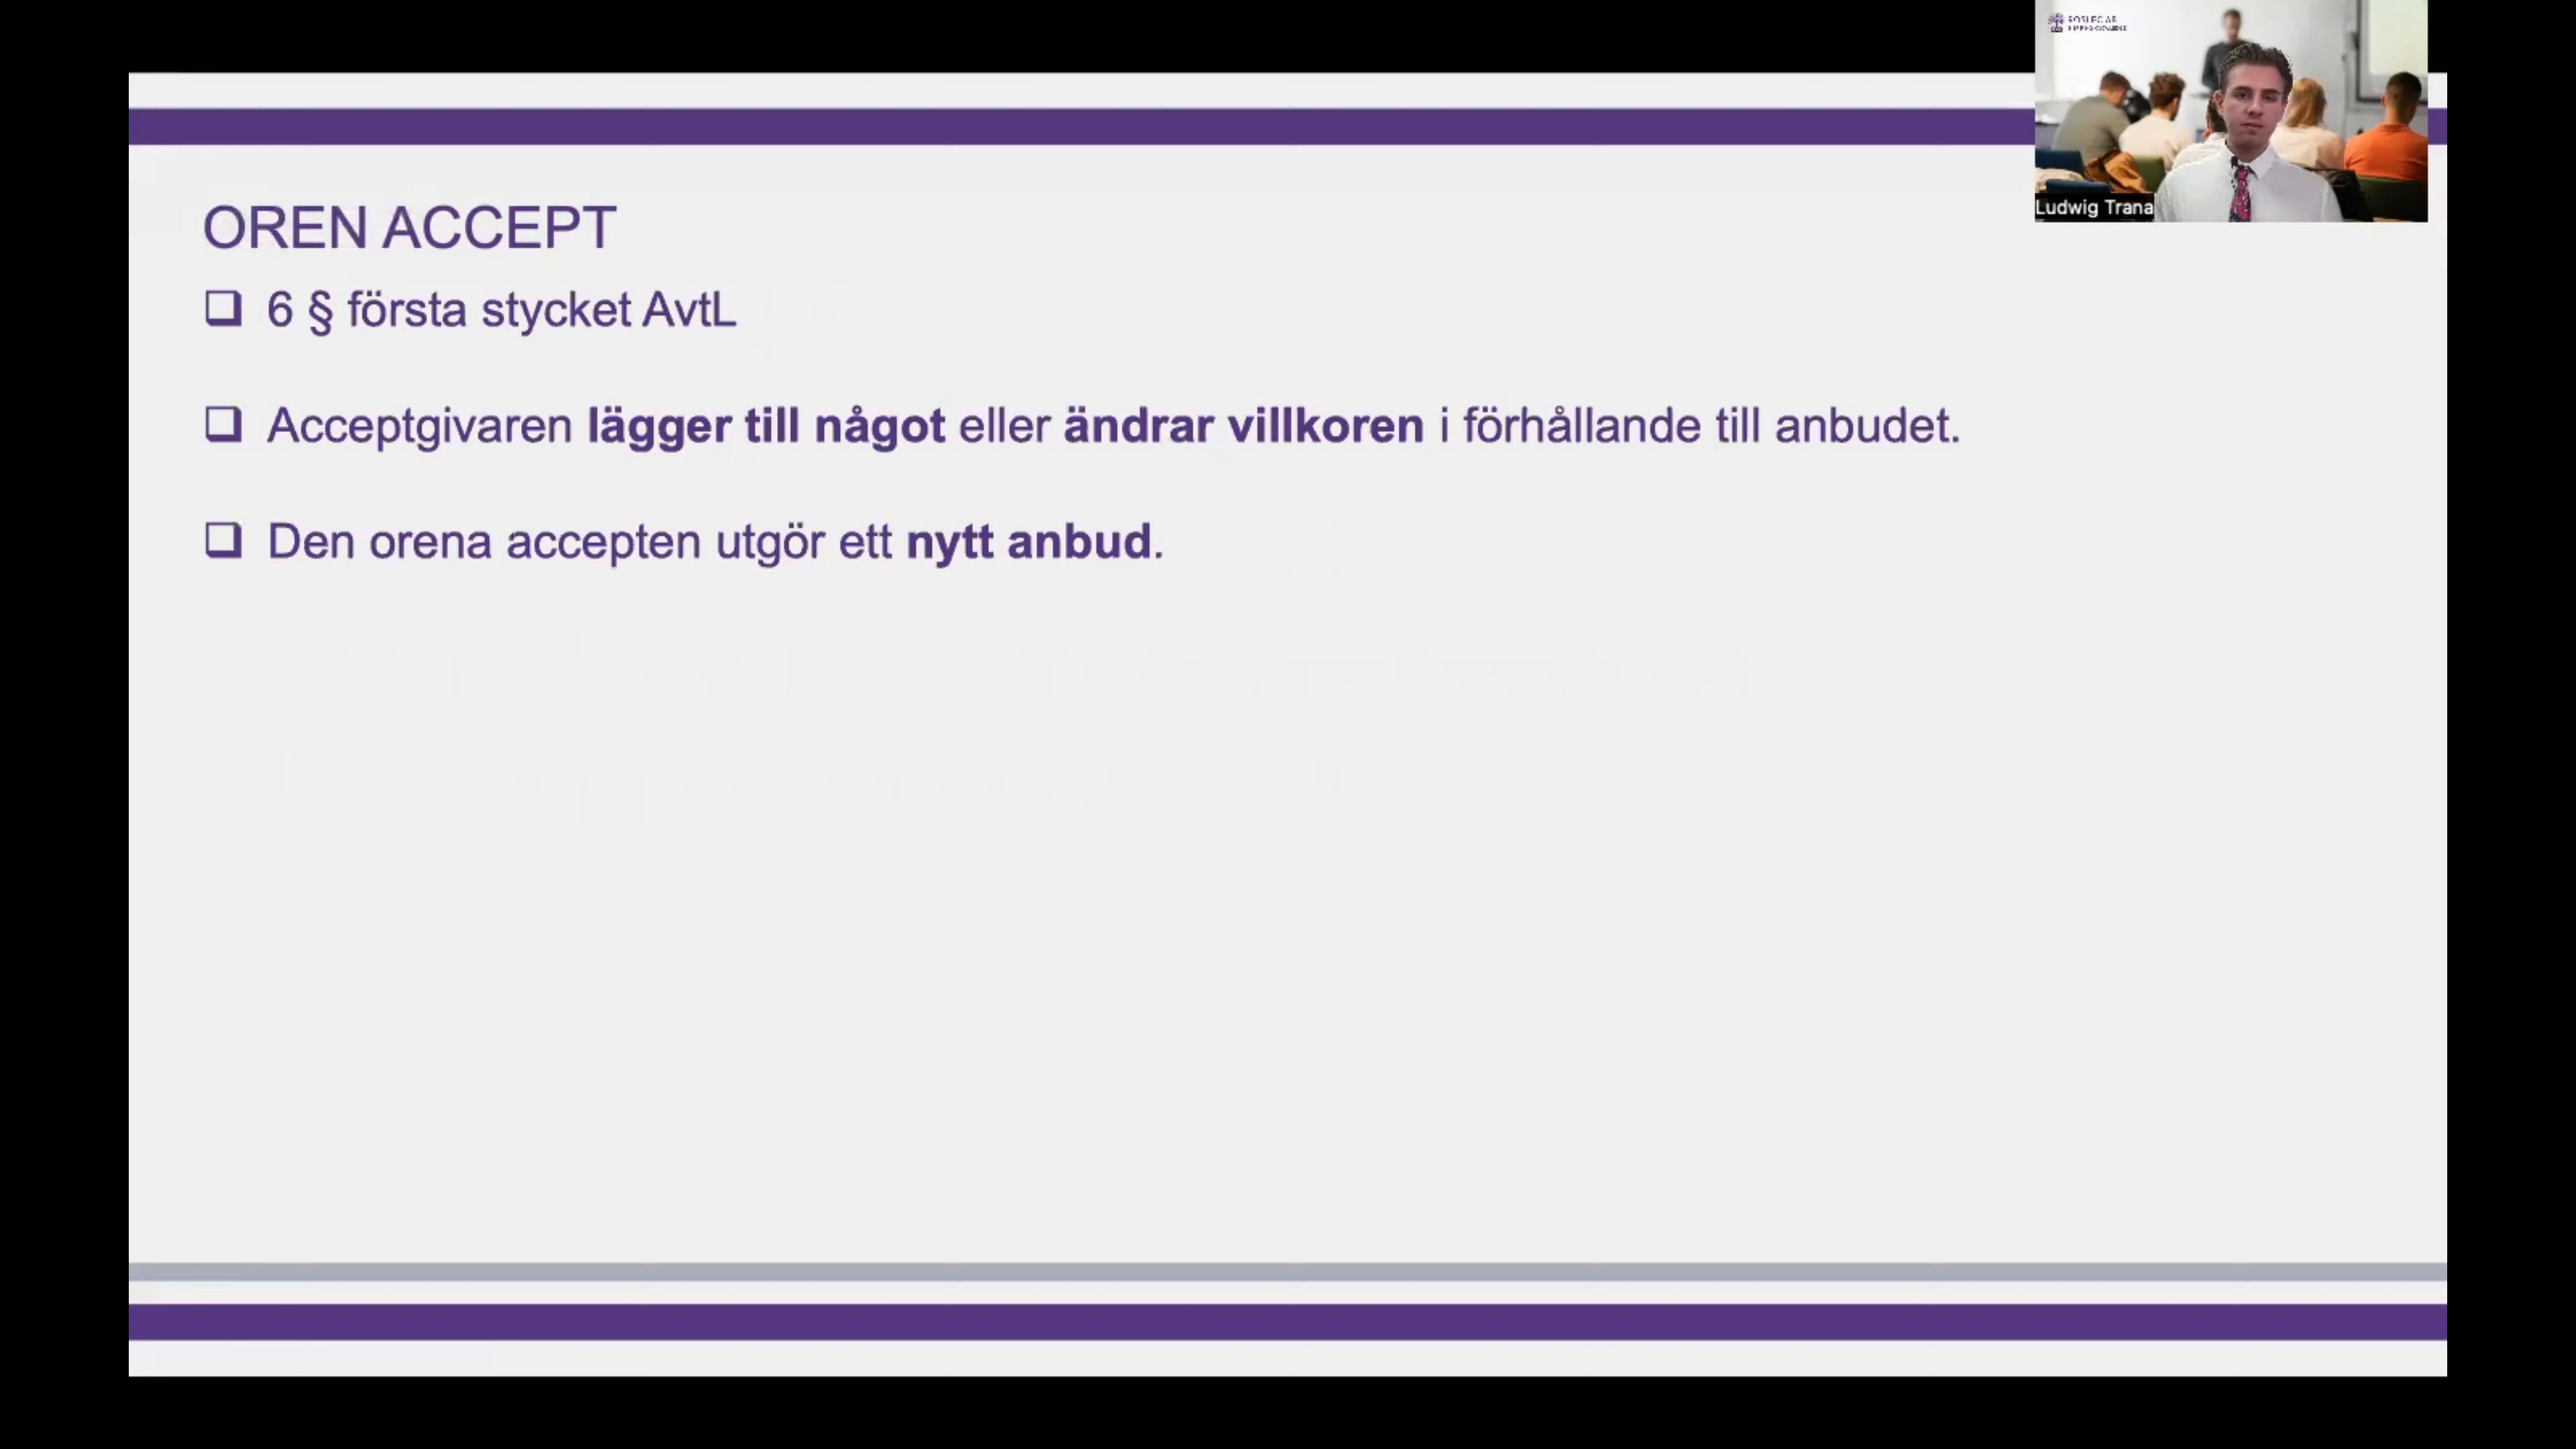 OREN ACCEPT
6 § första stycket AvtL
Acceptgivaren lägger till något eller ändrar villkoren i förhållande till anbudet.
Den orena accepten utgör ett nytt anbud.
Ludwig Trana